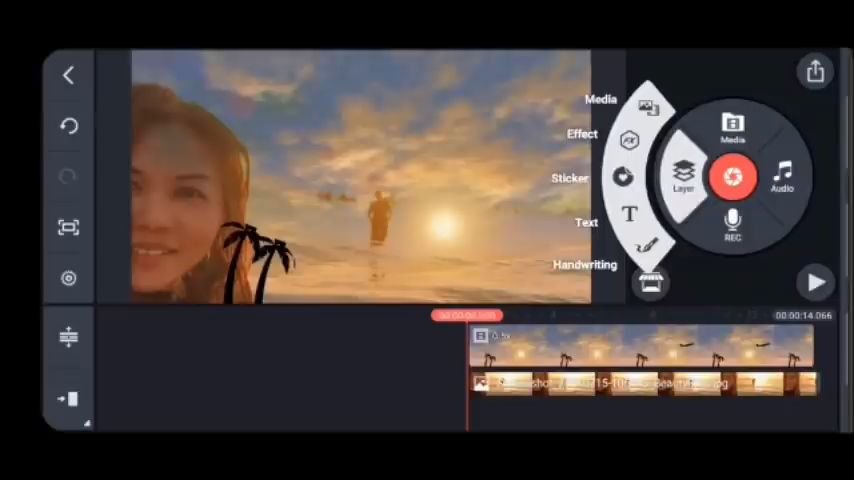 Media
Effect
Sticker
Text
Handwriting
Media
Layer
Audio
REC
00:00:14.066